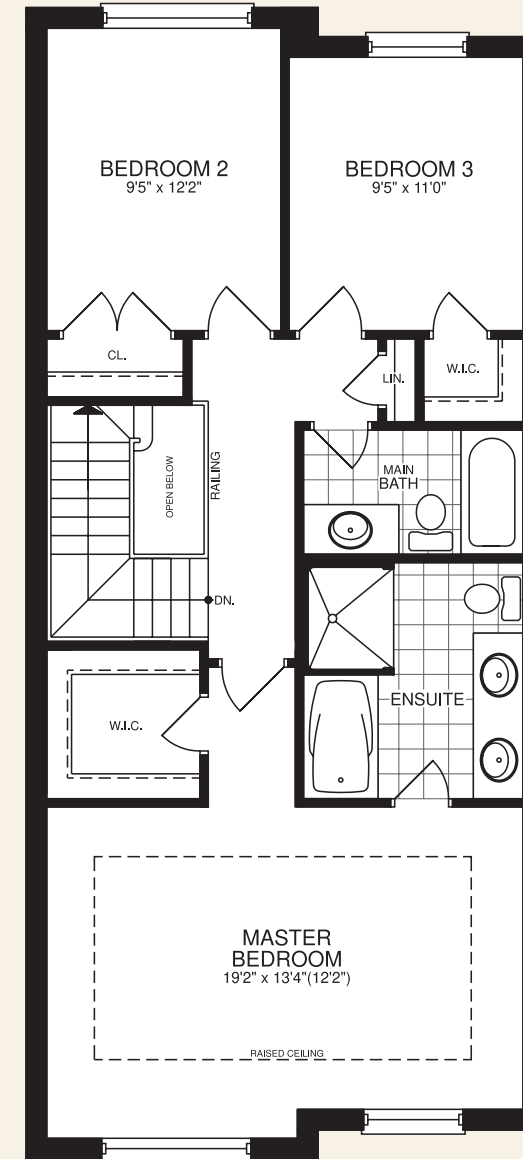 BEDROOM 2
9'5" x 12'2"
BEDROOM 3
9'5" x 11'0"
CL.
LIN.
W.I.C.
OPEN BELOW
RAILING
MAIN
BATH
DN.
W.I.C.
ENSUITE
MASTER
BEDROOM
19'2" x 13'4"(12'2")
RAISED CEILING